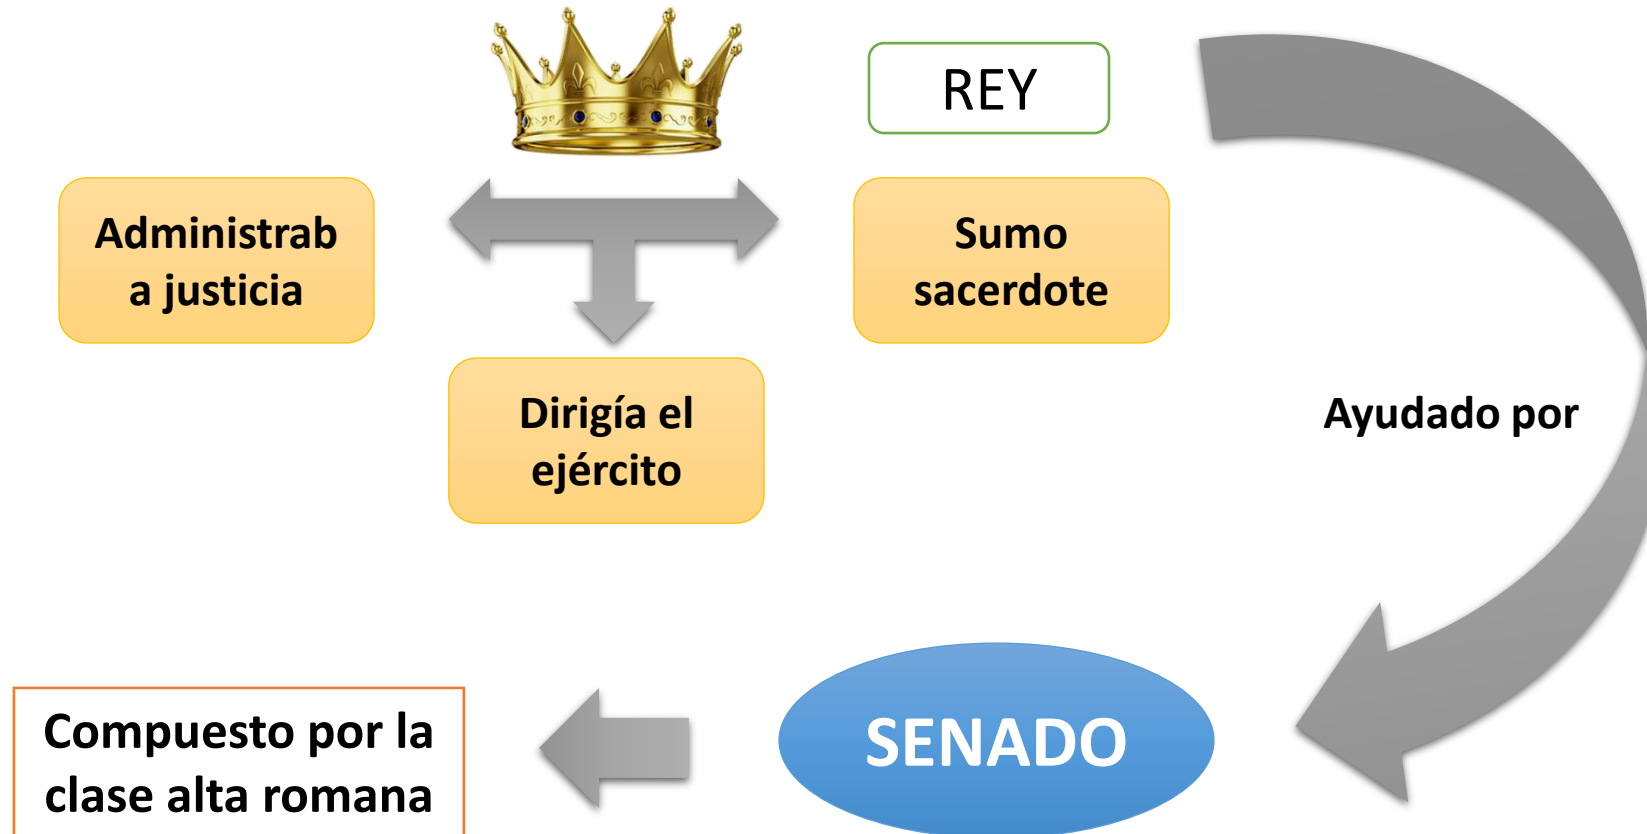 REY
Administrab
a justicia
Sumo
sacerdote
Dirigía el
ejército
Ayudado por
SENADO
Compuesto por la
clase alta romana